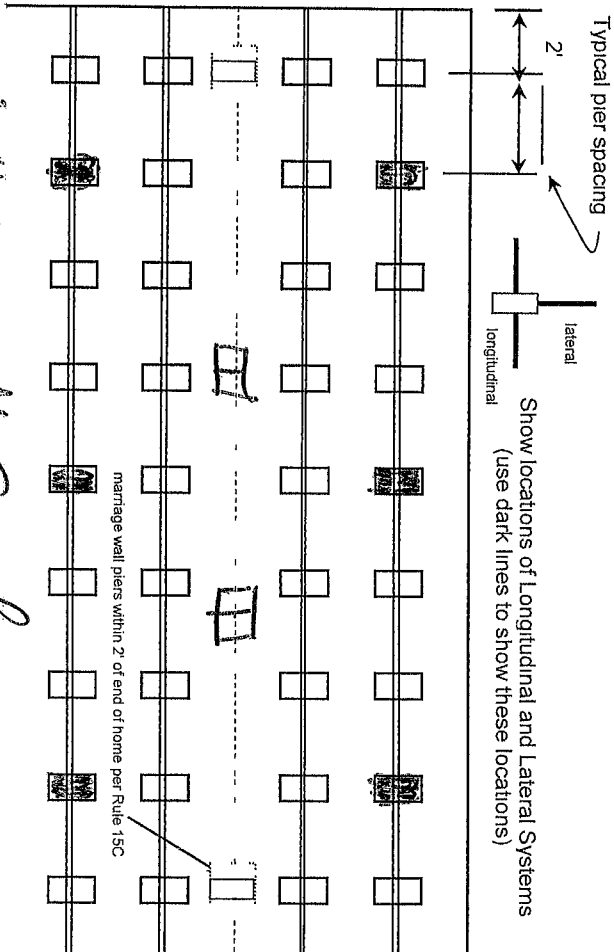 Typical pier spacing
2'
lateral
longitudinal
Show locations of Longitudinal and Lateral Systems
(use dark lines to show these locations)
marriage wall piers within 2' of end of home per Rule 15C